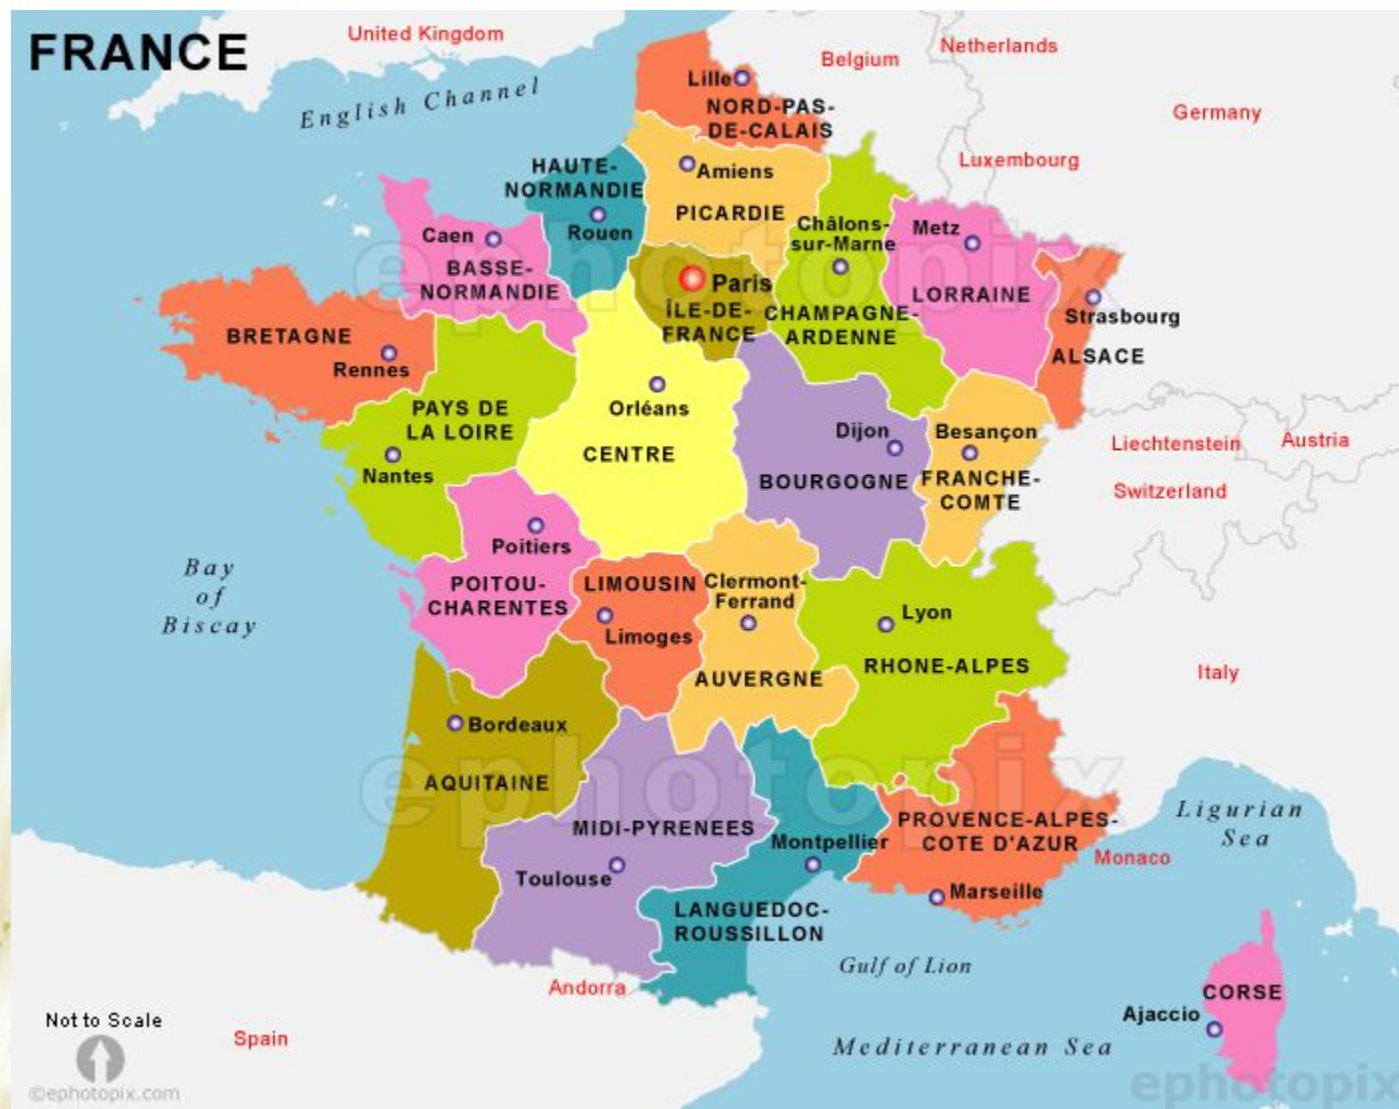 FRANCE
United Kingdom
Netherlands
Belgium
English Channel
Lille
NORD-PAS-
DE-CALAIS
Germany
Luxembourg
HAUTE-
NORMANDIE
Rouen
Amiens
PICARDIE
Châlons-
sur-Marne
CHAMPAGNE-
ARDENNE
Metz
LORRAINE
Caen
BASSE-
NORMANDIE
ephotopix
Paris
ÎLE-DE-
FRANCE
Strasbourg
ALSACE
BRETAGNE
Rennes
PAYS DE
LA LOIRE
Nantes
Orléans
CENTRE
Dijon
BOURGOGNE
Besançon
FRANCHE-
COMTE
Liechtenstein
Austria
Switzerland
Poitiers
POITOU-
CHARENTES
Bay
of
Biscay
LIMOUSIN
Limoges
Clermont-
Ferrand
AUVERGNE
Lyon
RHONE-ALPES
Italy
Bordeaux
AQUITAINE
ephotopix
MIDI-PYRENEES
Toulouse
Montpellier
LANGUEDOC-
ROUSSILLON
PROVENCE-ALPES-
COTE D'AZUR
Marseille
Monaco
Ligurian
Sea
Gulf of Lion
Andorra
CORSE
Ajaccio
Not to Scale
Spain
Mediterranean Sea
©ephotopix.com
ephotopix